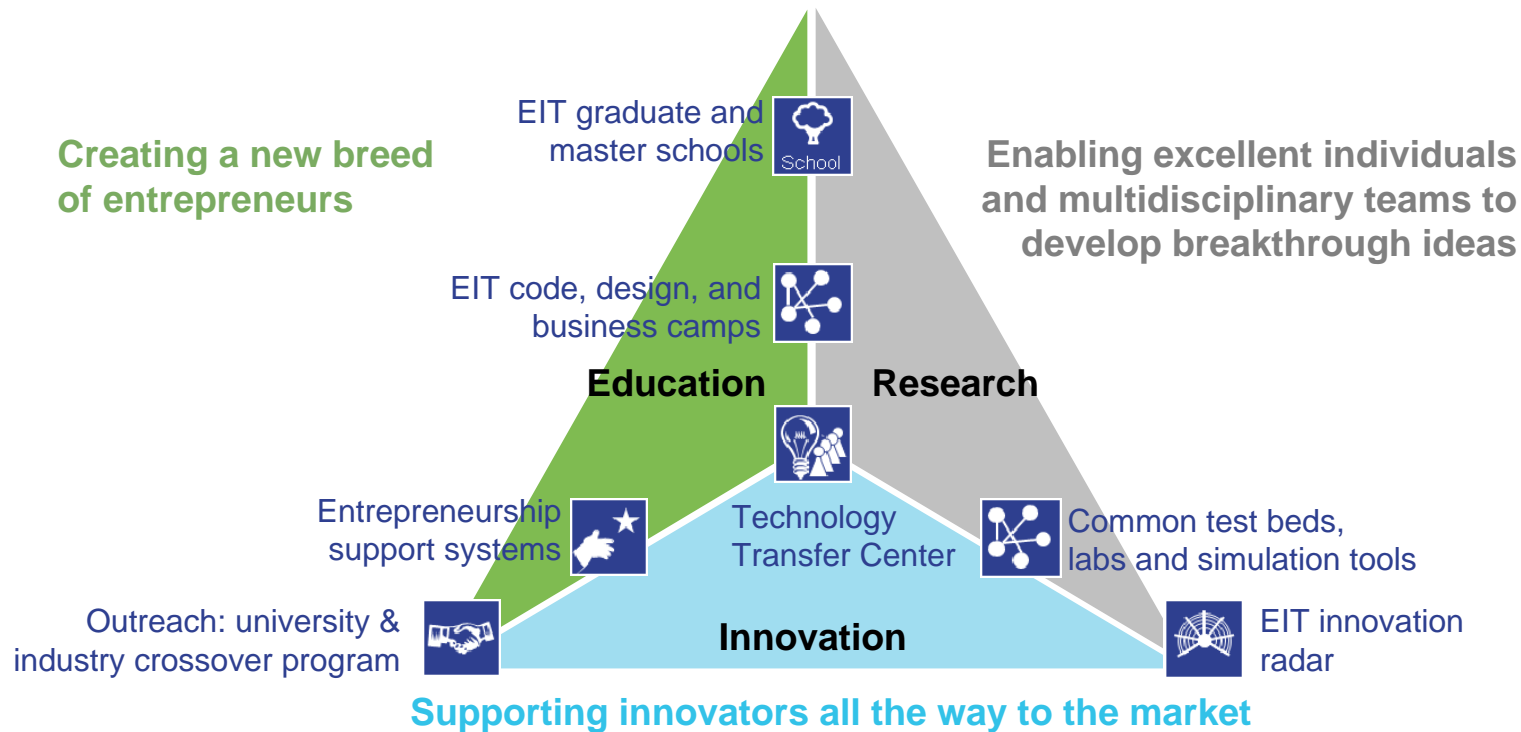 EIT graduate and
master schools
School
Creating a new breed
of entrepreneurs
Enabling excellent individuals
and multidisciplinary teams to
develop breakthrough ideas
EIT code, design, and
business camps
Education
Research
Entrepreneurship
support systems
Technology
Transfer Center
Common test beds,
labs and simulation tools
Outreach: university &
industry crossover program
Innovation
EIT innovation
radar
Supporting innovators all the way to the market